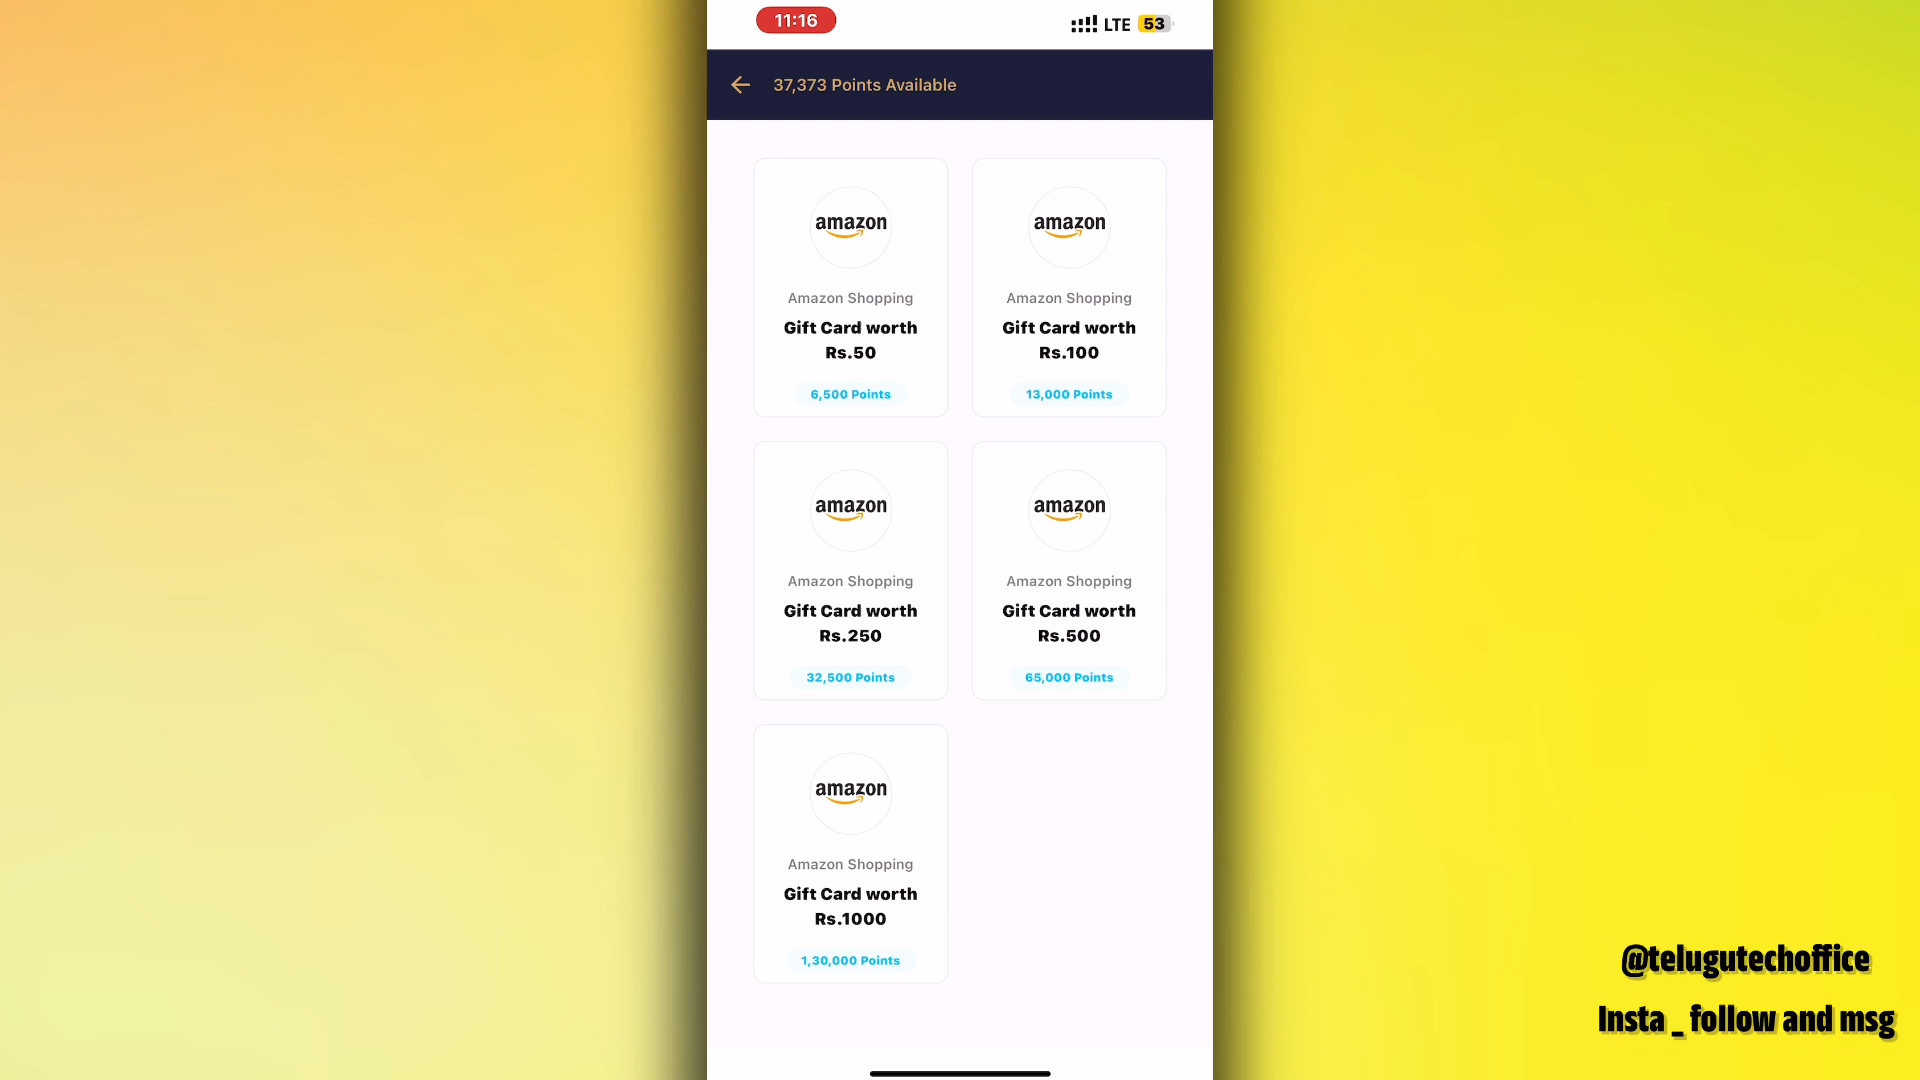 11:16
LTE 53
37,373 Points Available
amazon
Amazon Shopping
Gift Card worth
Rs.50
6,500 Points
amazon
Amazon Shopping
Gift Card worth
Rs.100
13,000 Points
amazon
Amazon Shopping
Gift Card worth
Rs.250
32,500 Points
amazon
Amazon Shopping
Gift Card worth
Rs.500
65,000 Points
amazon
Amazon Shopping
Gift Card worth
Rs.1000
1,30,000 Points
@telugutechoffice
Insta _ follow and msg